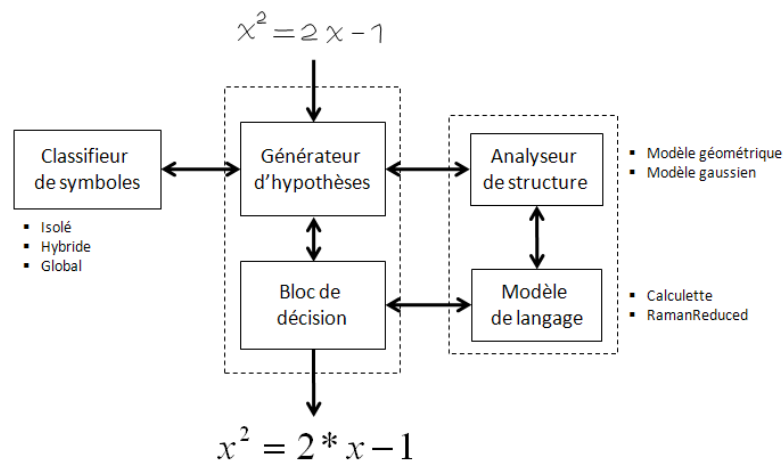 x² = 2x - 1
Classifieur
de symboles
▪ Isolé
▪ Hybride
▪ Global
Générateur
d'hypothèses
Analyseur
de structure
▪ Modèle géométrique
▪ Modèle gaussien
Bloc de
décision
Modèle
de langage
▪ Calculette
▪ RamanReduced
x² = 2 * x − 1